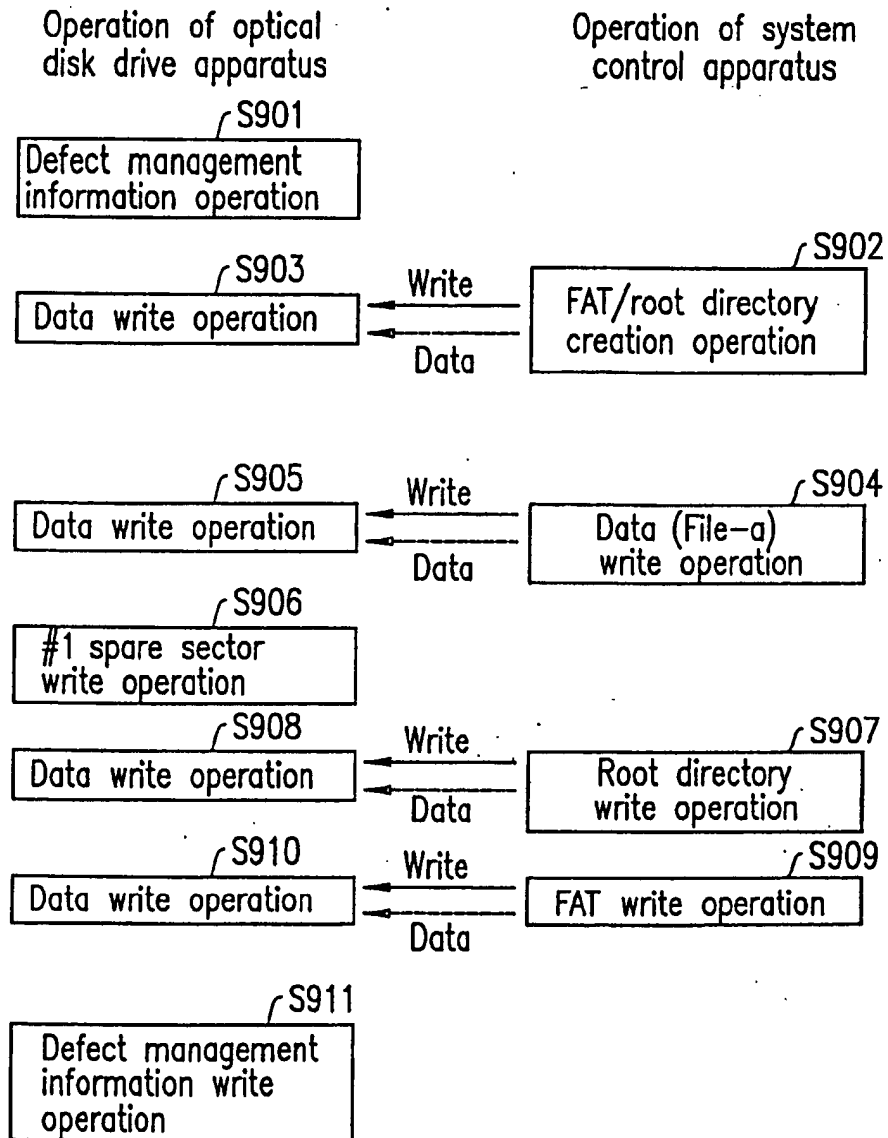 Operation of optical
disk drive apparatus
Operation of system
control apparatus
S901
Defect management
information operation
S902
FAT/root directory
creation operation
S903
Data write operation
Write
Data
S904
Data (File-a)
write operation
S905
Data write operation
Write
Data
S906
#1 spare sector
write operation
S907
Root directory
write operation
S908
Data write operation
Write
Data
S909
FAT write operation
S910
Data write operation
Write
Data
S911
Defect management
information write
operation